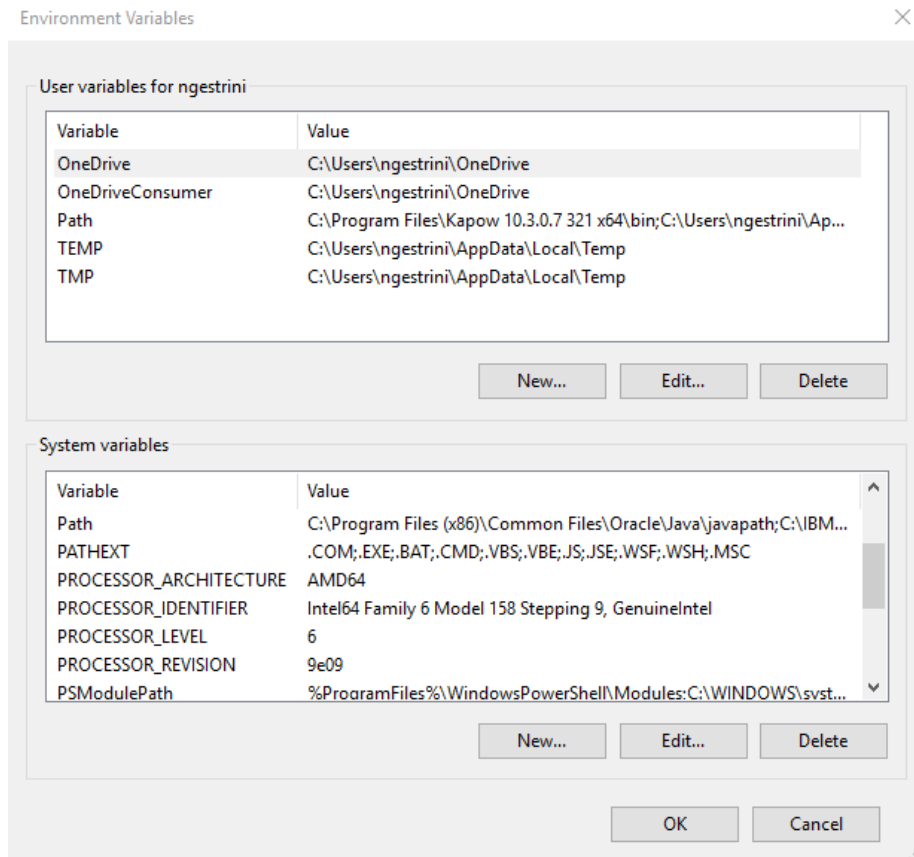 Environment Variables
User variables for ngestrini
Variable Value
OneDrive C:\Users\ngestrini\OneDrive
OneDriveConsumer C:\Users\ngestrini\OneDrive
Path C:\Program Files\Kapow 10.3.0.7 321 x64\bin;C:\Users\ngestrini\Ap...
TEMP C:\Users\ngestrini\AppData\Local\Temp
TMP C:\Users\ngestrini\AppData\Local\Temp
New... Edit... Delete
System variables
Variable Value
Path C:\Program Files (x86)\Common Files\Oracle\Java\javapath;C:\IBM...
PATHEXT .COM;.EXE;.BAT;.CMD;.VBS;.VBE;.JS;.JSE;.WSF;.WSH;.MSC
PROCESSOR_ARCHITECTURE AMD64
PROCESSOR_IDENTIFIER Intel64 Family 6 Model 158 Stepping 9, GenuineIntel
PROCESSOR_LEVEL 6
PROCESSOR_REVISION 9e09
PSModulePath %ProgramFiles%\WindowsPowerShell\Modules;C:\WINDOWS\syst...
New... Edit... Delete
OK Cancel